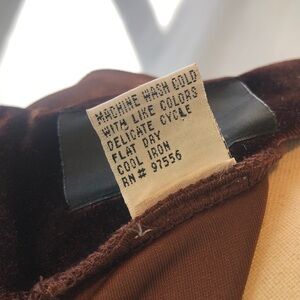 MACHINE WASH COLD
WITH LIKE COLORS
DELICATE CYCLE
FLAT DRY
COOL IRON
RN# 97556